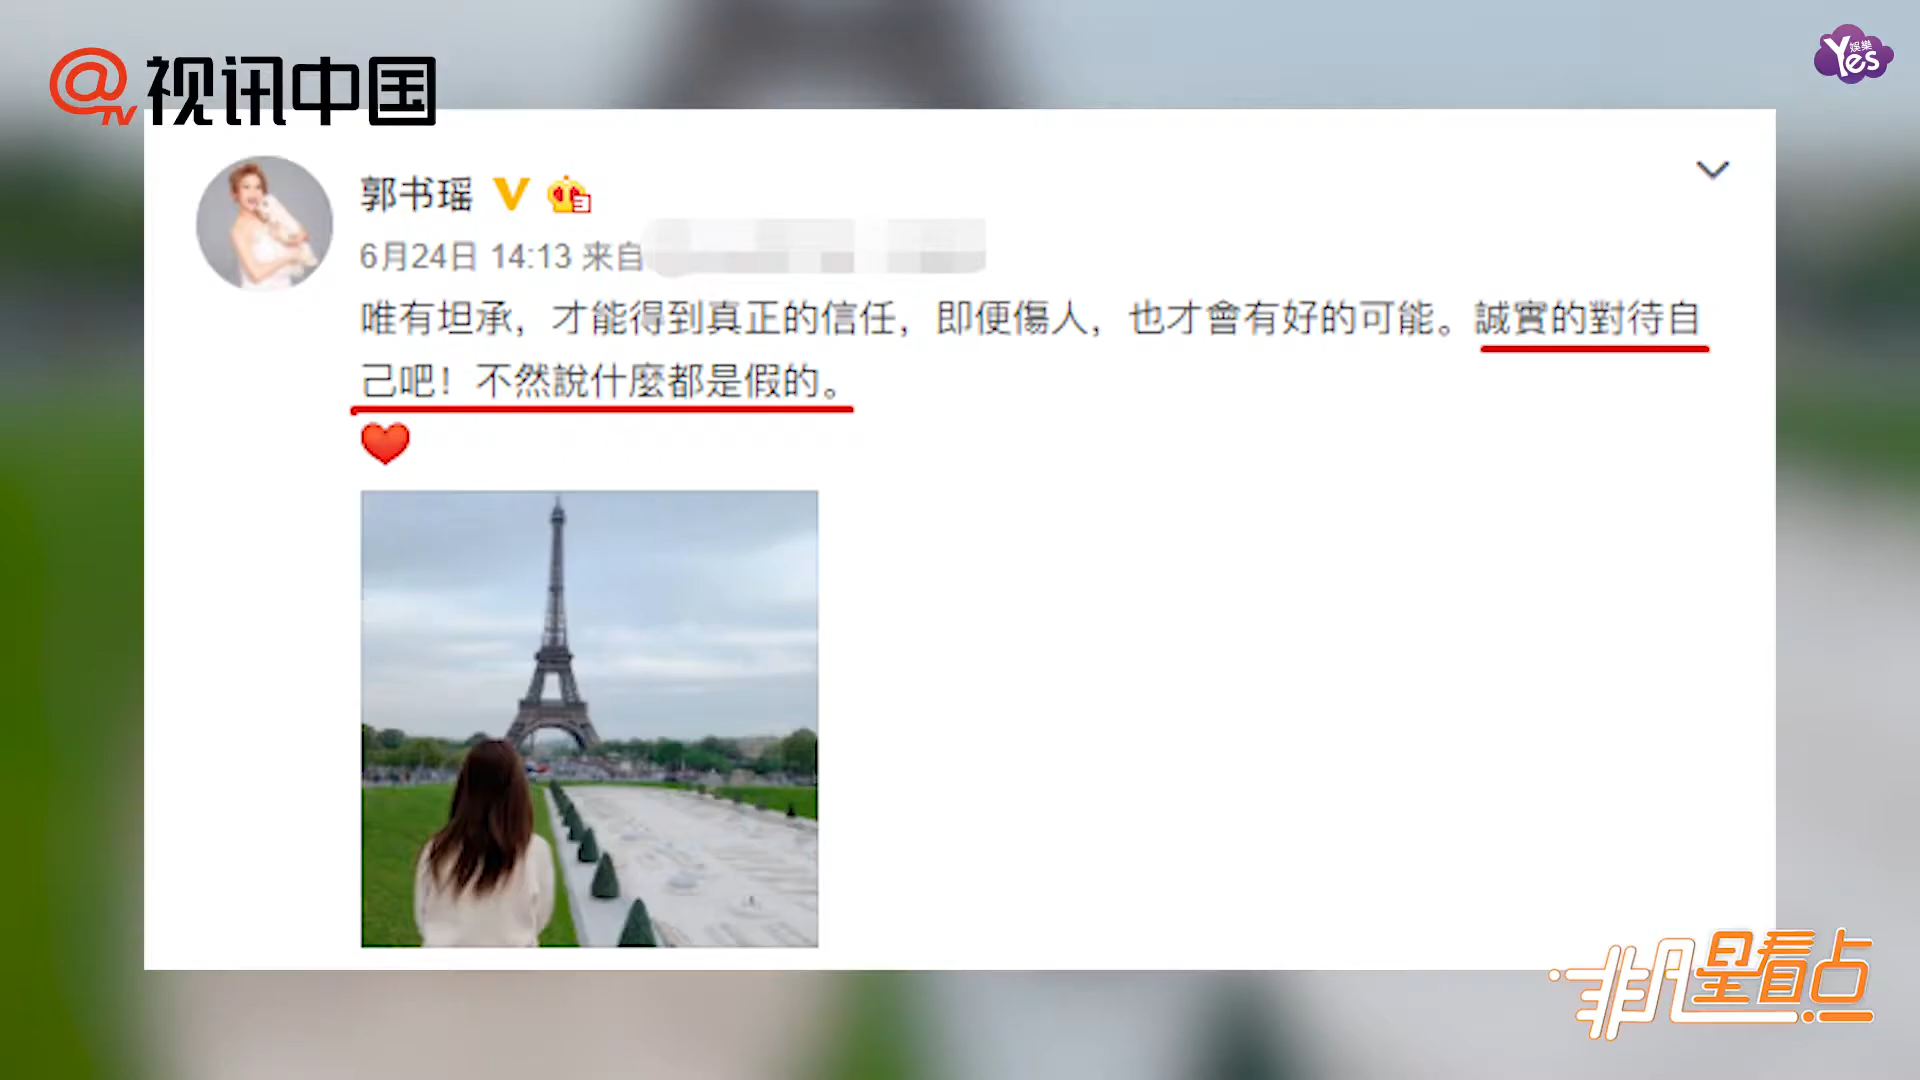 @TV 视讯中国
Yes 娛樂
郭书瑶
6月24日 14:13 来自
唯有坦承，才能得到真正的信任，即便傷人，也才會有好的可能。誠實的對待自
己吧！不然說什麼都是假的。
非凡星看点